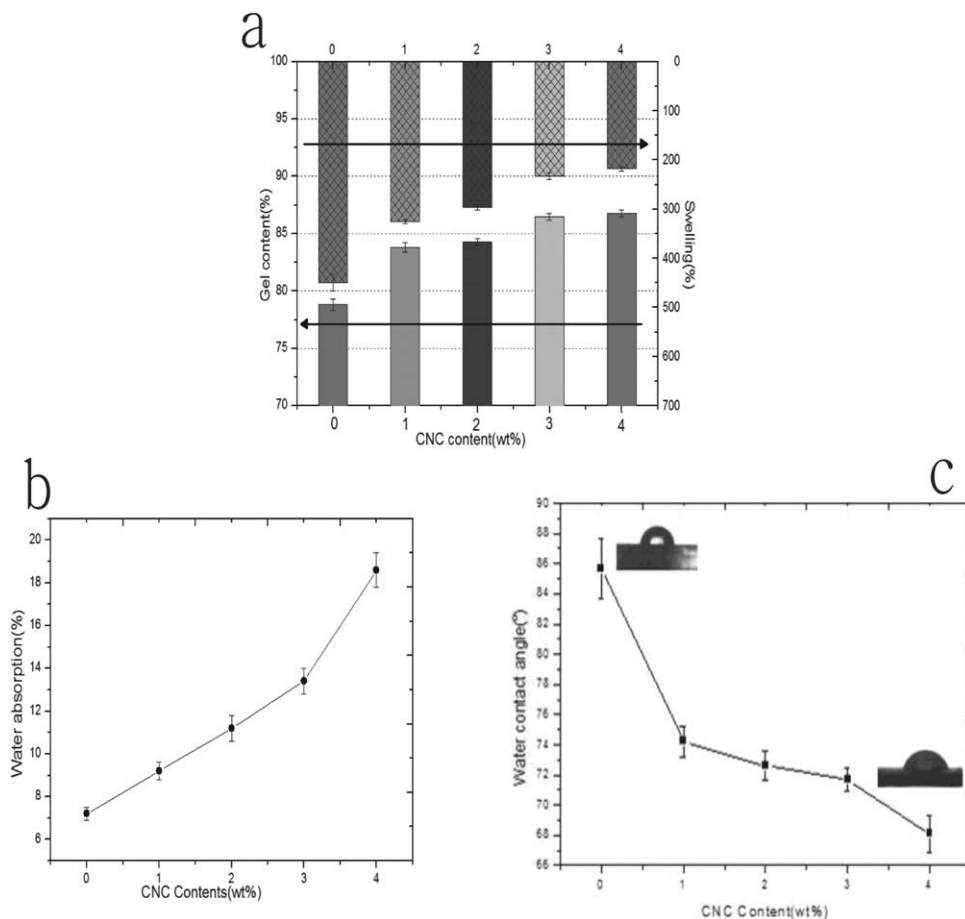 a
0 1 2 3 4
100
95
90
85
80
75
70
Gel content(%)
0
100
200
300
400
500
600
700
Swelling(%)
0 1 2 3 4
CNC content(wt%)
b
20
18
16
14
12
10
8
6
Water absorption(%)
0 1 2 3 4
CNC Contents(wt%)
c
90
88
86
84
82
80
78
76
74
72
70
68
66
Water contact angle(º)
0 1 2 3 4
CNC Content(wt%)